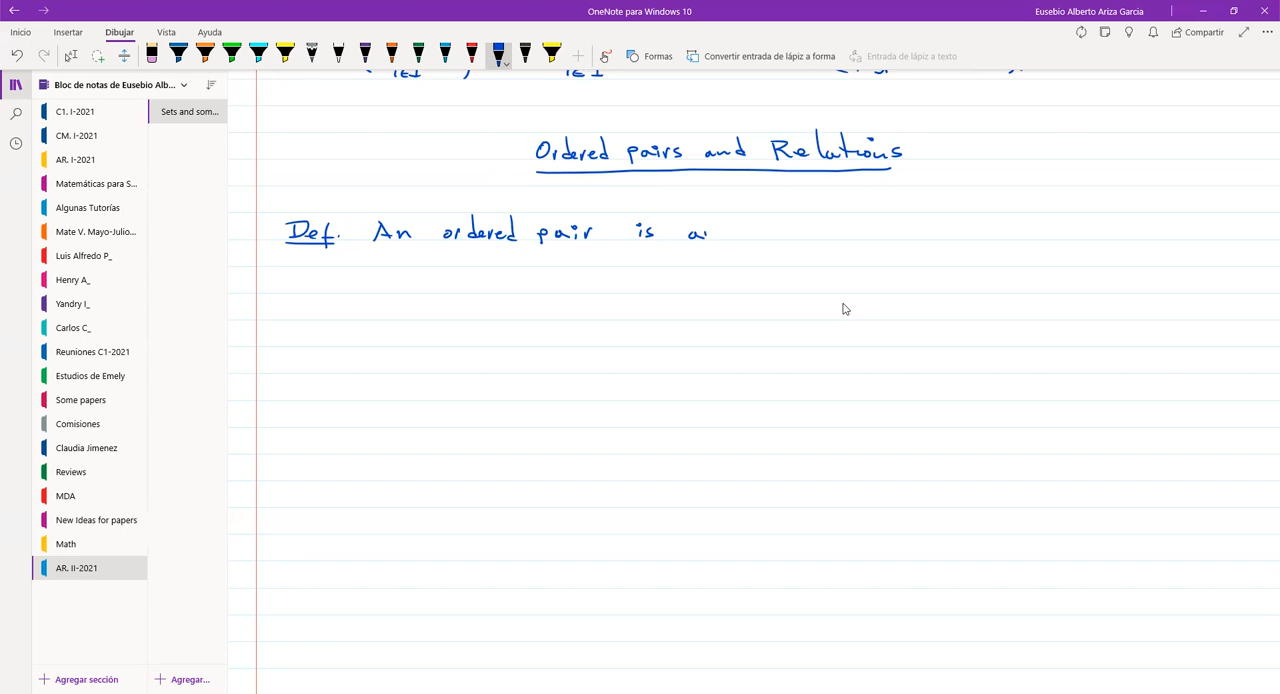 OneNote para Windows 10
Eusebio Alberto Ariza Garcia
Inicio
Insertar
Dibujar
Vista
Ayuda
Compartir
Formas
Convertir entrada de lápiz a forma
Entrada de lápiz a texto
Bloc de notas de Eusebio Alb...
C1. I-2021
CM. I-2021
AR. I-2021
Matemáticas para S...
Algunas Tutorías
Mate V. Mayo-Julio...
Luis Alfredo P_
Henry A_
Yandry I_
Carlos C_
Reuniones C1-2021
Estudios de Emely
Some papers
Comisiones
Claudia Jimenez
Reviews
MDA
New Ideas for papers
Math
AR. II-2021
Agregar sección
Sets and som...
Agregar...
i∈I i∈I
Ordered pairs and Relations
Def. An ordered pair is a